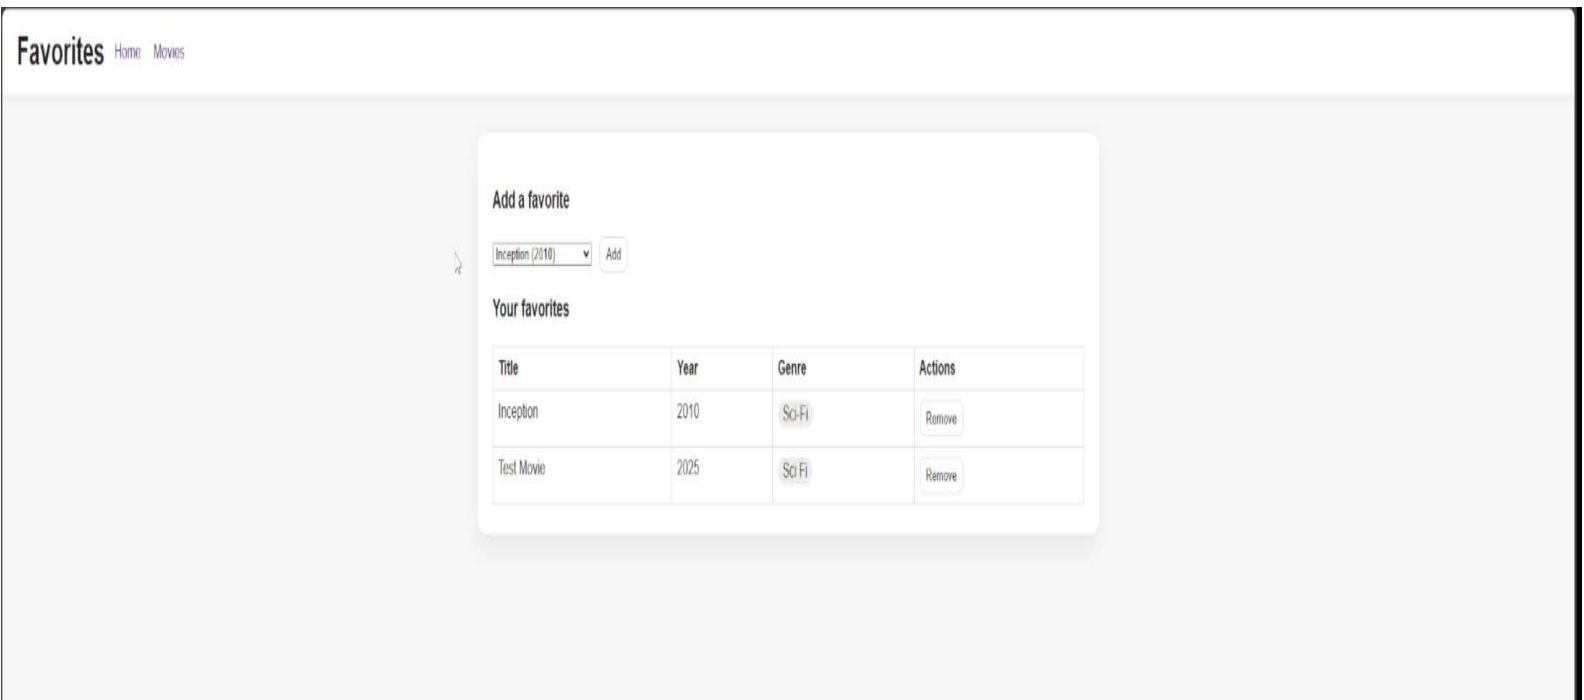 Favorites Home Movies
Add a favorite
Inception (2010) Add
Your favorites
Title Year Genre Actions
Inception 2010 Sci-Fi Remove
Test Movie 2025 Sci Fi Remove